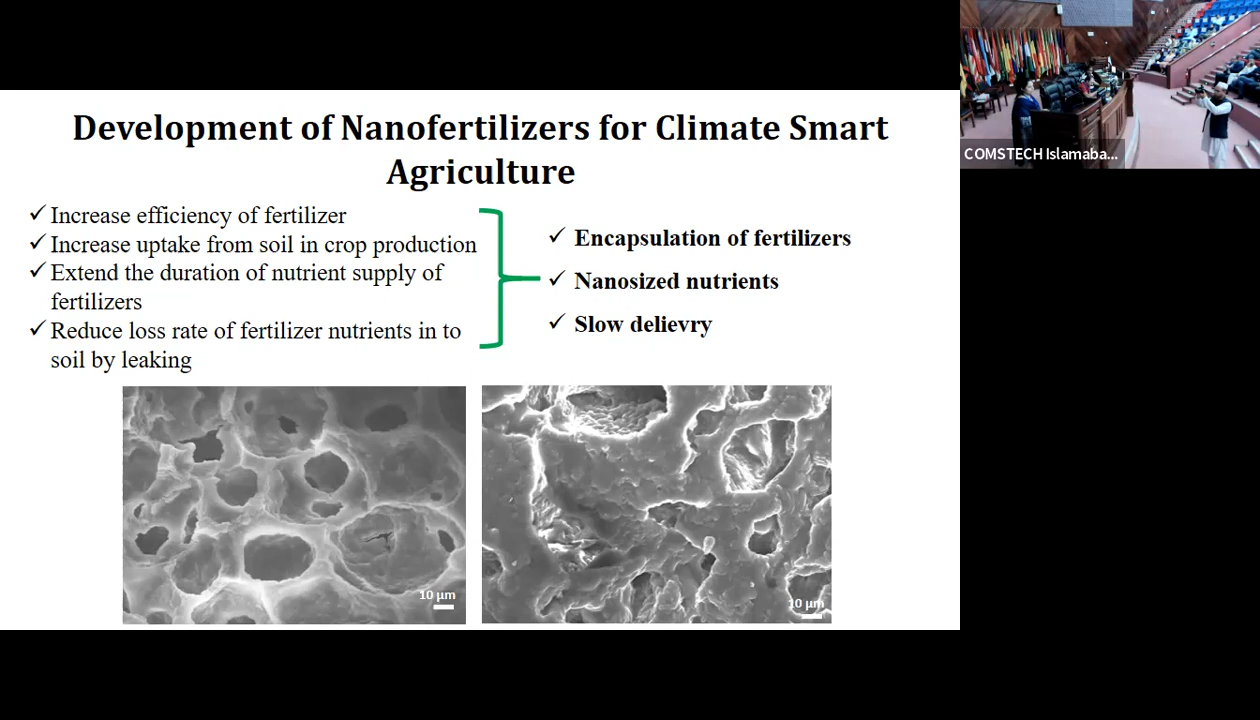 Development of Nanofertilizers for Climate Smart
Agriculture
✓ Increase efficiency of fertilizer
✓ Increase uptake from soil in crop production
✓ Extend the duration of nutrient supply of
fertilizers
✓ Reduce loss rate of fertilizer nutrients in to
soil by leaking
✓ Encapsulation of fertilizers
✓ Nanosized nutrients
✓ Slow delievry
10 µm
10 µm
COMSTECH Islamaba...